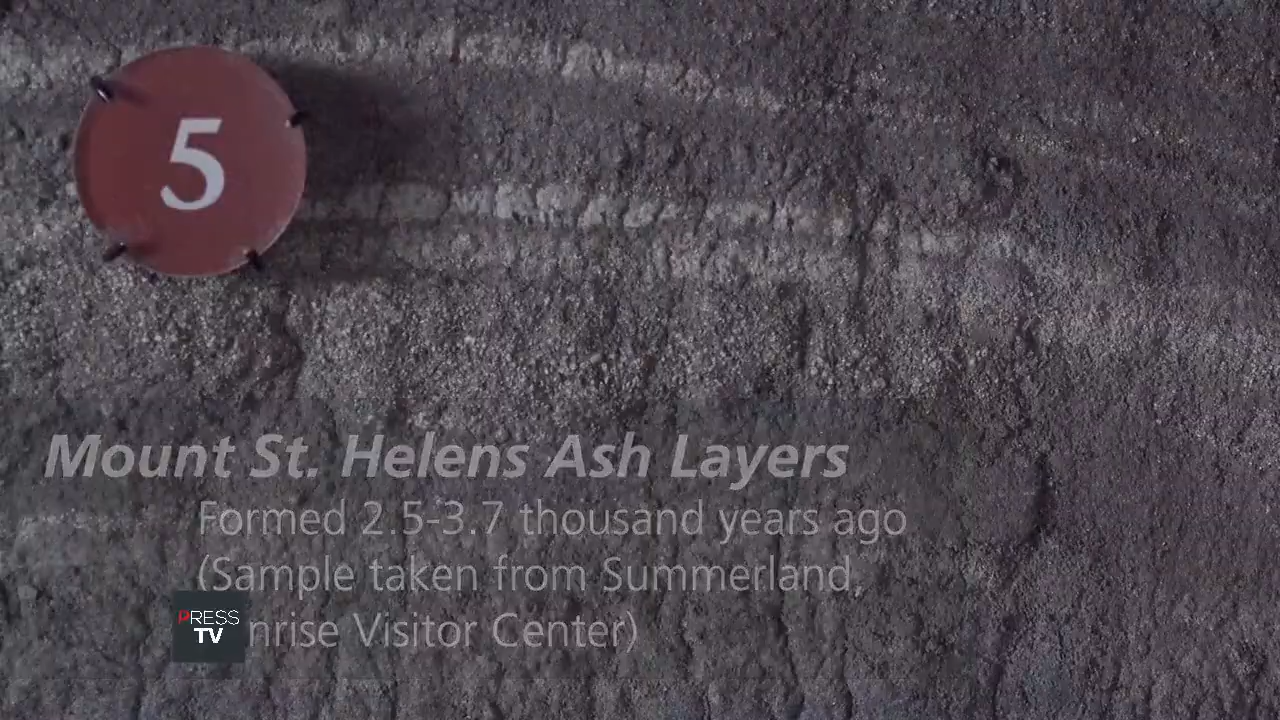 5
Mount St. Helens Ash Layers
Formed 2.5-3.7 thousand years ago
(Sample taken from Summerland
nrise Visitor Center)
PRESS
TV